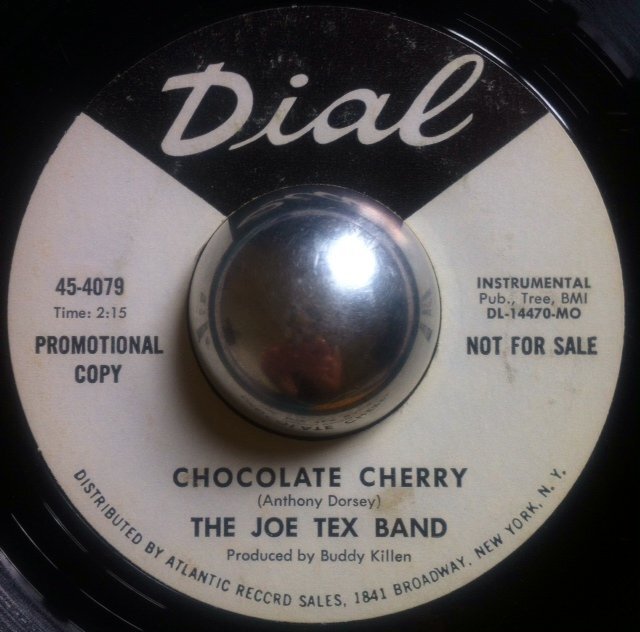 Dial
45-4079
Time: 2:15
PROMOTIONAL
COPY
INSTRUMENTAL
Pub., Tree, BMI
DL-14470-MO
NOT FOR SALE
CHOCOLATE CHERRY
(Anthony Dorsey)
THE JOE TEX BAND
Produced by Buddy Killen
DISTRIBUTED BY ATLANTIC RECCRD SALES, 1841 BROADWAY, NEW YORK, N. Y.